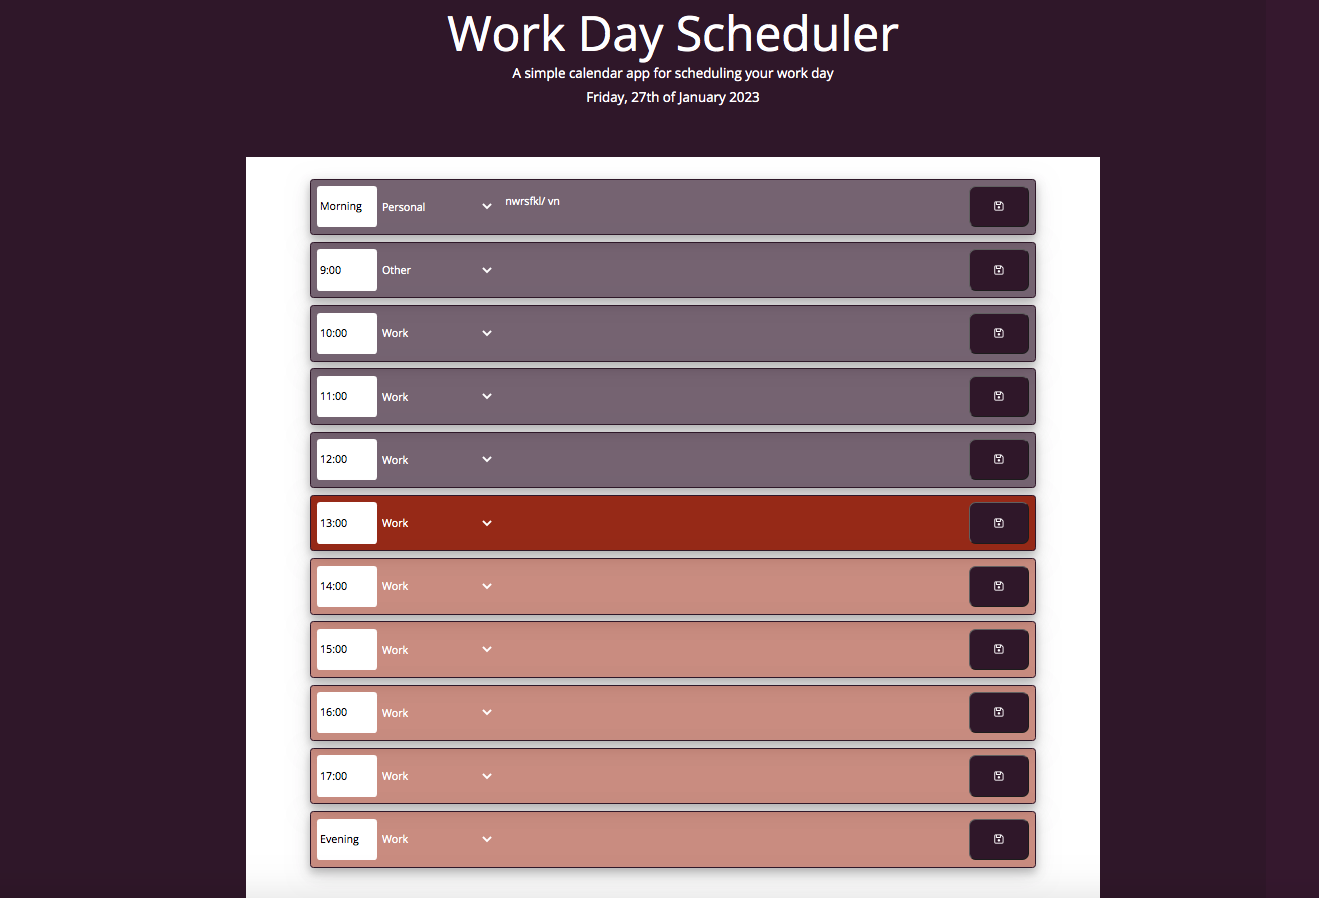 Work Day Scheduler
A simple calendar app for scheduling your work day
Friday, 27th of January 2023
Morning Personal nwrsfkl/ vn
9:00 Other
10:00 Work
11:00 Work
12:00 Work
13:00 Work
14:00 Work
15:00 Work
16:00 Work
17:00 Work
Evening Work